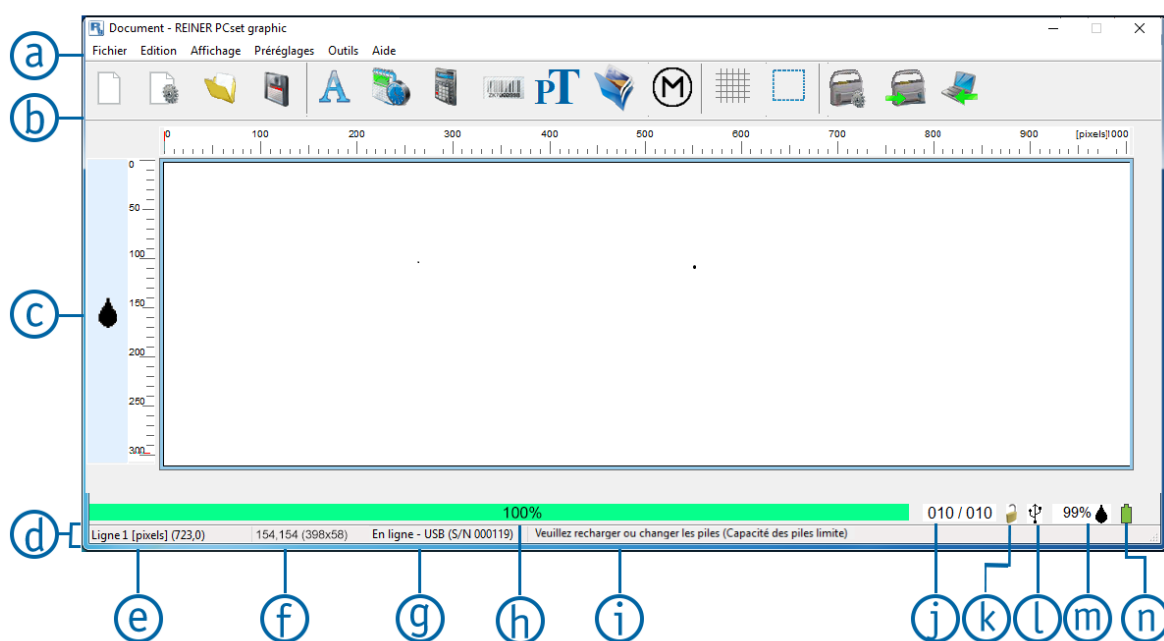 Document - REINER PCset graphic
a
Fichier Edition Affichage Préréglages Outils Aide
b
A PT M
0 100 200 300 400 500 600 700 800 900 [pixels]1000
0
50
100
c
150
200
250
300
100% 010 / 010 99%
d
Ligne 1 [pixels] (723,0) 154,154 (398x58) En ligne - USB (S/N 000119) Veuillez recharger ou changer les piles (Capacité des piles limite)
e f g h i j k l m n